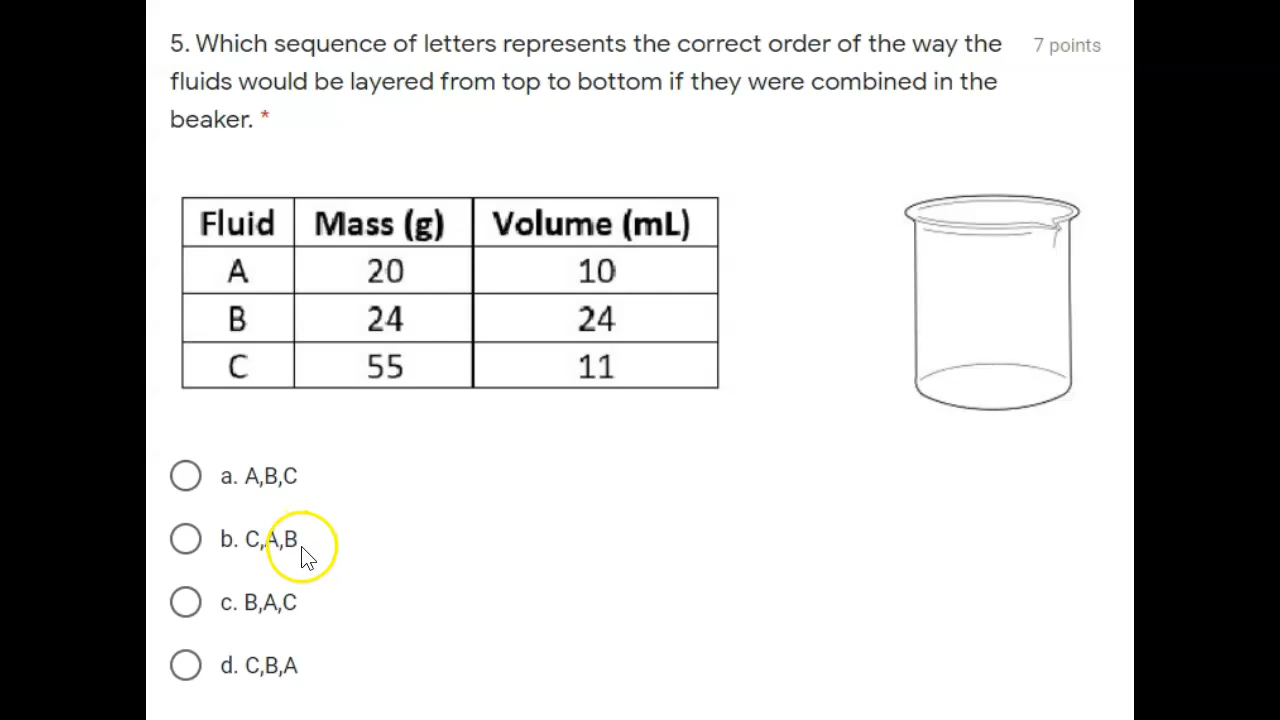 5. Which sequence of letters represents the correct order of the way the 7 points
fluids would be layered from top to bottom if they were combined in the
beaker. *
Fluid Mass (g) Volume (mL)
A 20 10
B 24 24
C 55 11
a. A,B,C
b. C,A,B
c. B,A,C
d. C,B,A